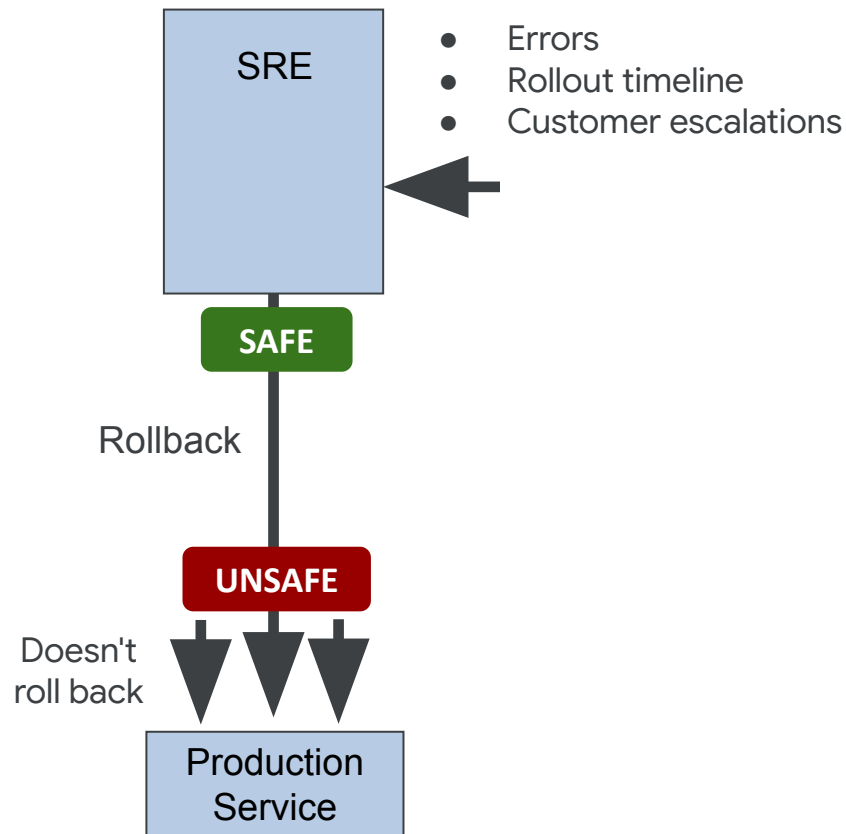 SRE
● Errors
● Rollout timeline
● Customer escalations
SAFE
Rollback
UNSAFE
Doesn't
roll back
Production
Service